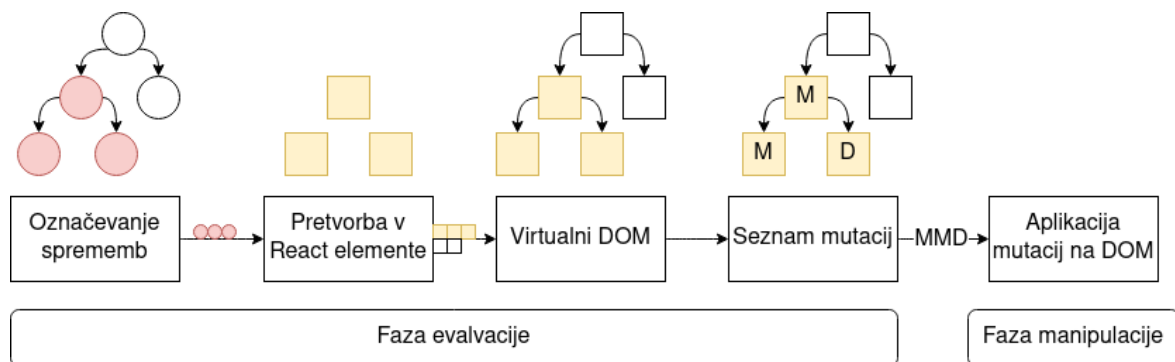 M
M
D
Označevanje
sprememb
Pretvorba v
React elemente
Virtualni DOM
Seznam mutacij
MMD
Aplikacija
mutacij na DOM
Faza evalvacije
Faza manipulacije